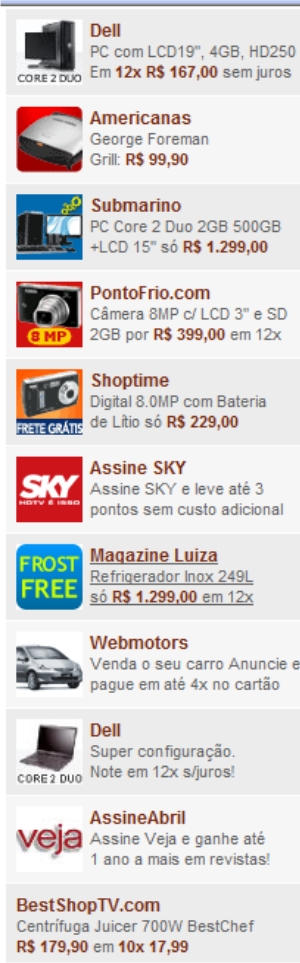 Dell
PC com LCD19", 4GB, HD250
Em 12x R$ 167,00 sem juros
CORE 2 DUO
Americanas
George Foreman
Grill: R$ 99,90
Submarino
PC Core 2 Duo 2GB 500GB
+LCD 15" só R$ 1.299,00
PontoFrio.com
Câmera 8MP c/ LCD 3" e SD
2GB por R$ 399,00 em 12x
8 MP
Shoptime
Digital 8.0MP com Bateria
de Lítio só R$ 229,00
FRETE GRÁTIS
Assine SKY
Assine SKY e leve até 3
pontos sem custo adicional
SKY
HDTV É ISSO
Magazine Luiza
Refrigerador Inox 249L
só R$ 1.299,00 em 12x
FROST
FREE
Webmotors
Venda o seu carro Anuncie e
pague em até 4x no cartão
Dell
Super configuração.
Note em 12x s/juros!
CORE 2 DUO
AssineAbril
Assine Veja e ganhe até
1 ano a mais em revistas!
veja
BestShopTV.com
Centrífuga Juicer 700W BestChef
R$ 179,90 em 10x 17,99